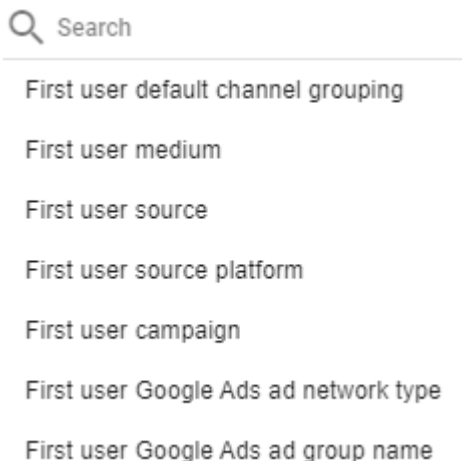 Search
First user default channel grouping
First user medium
First user source
First user source platform
First user campaign
First user Google Ads ad network type
First user Google Ads ad group name